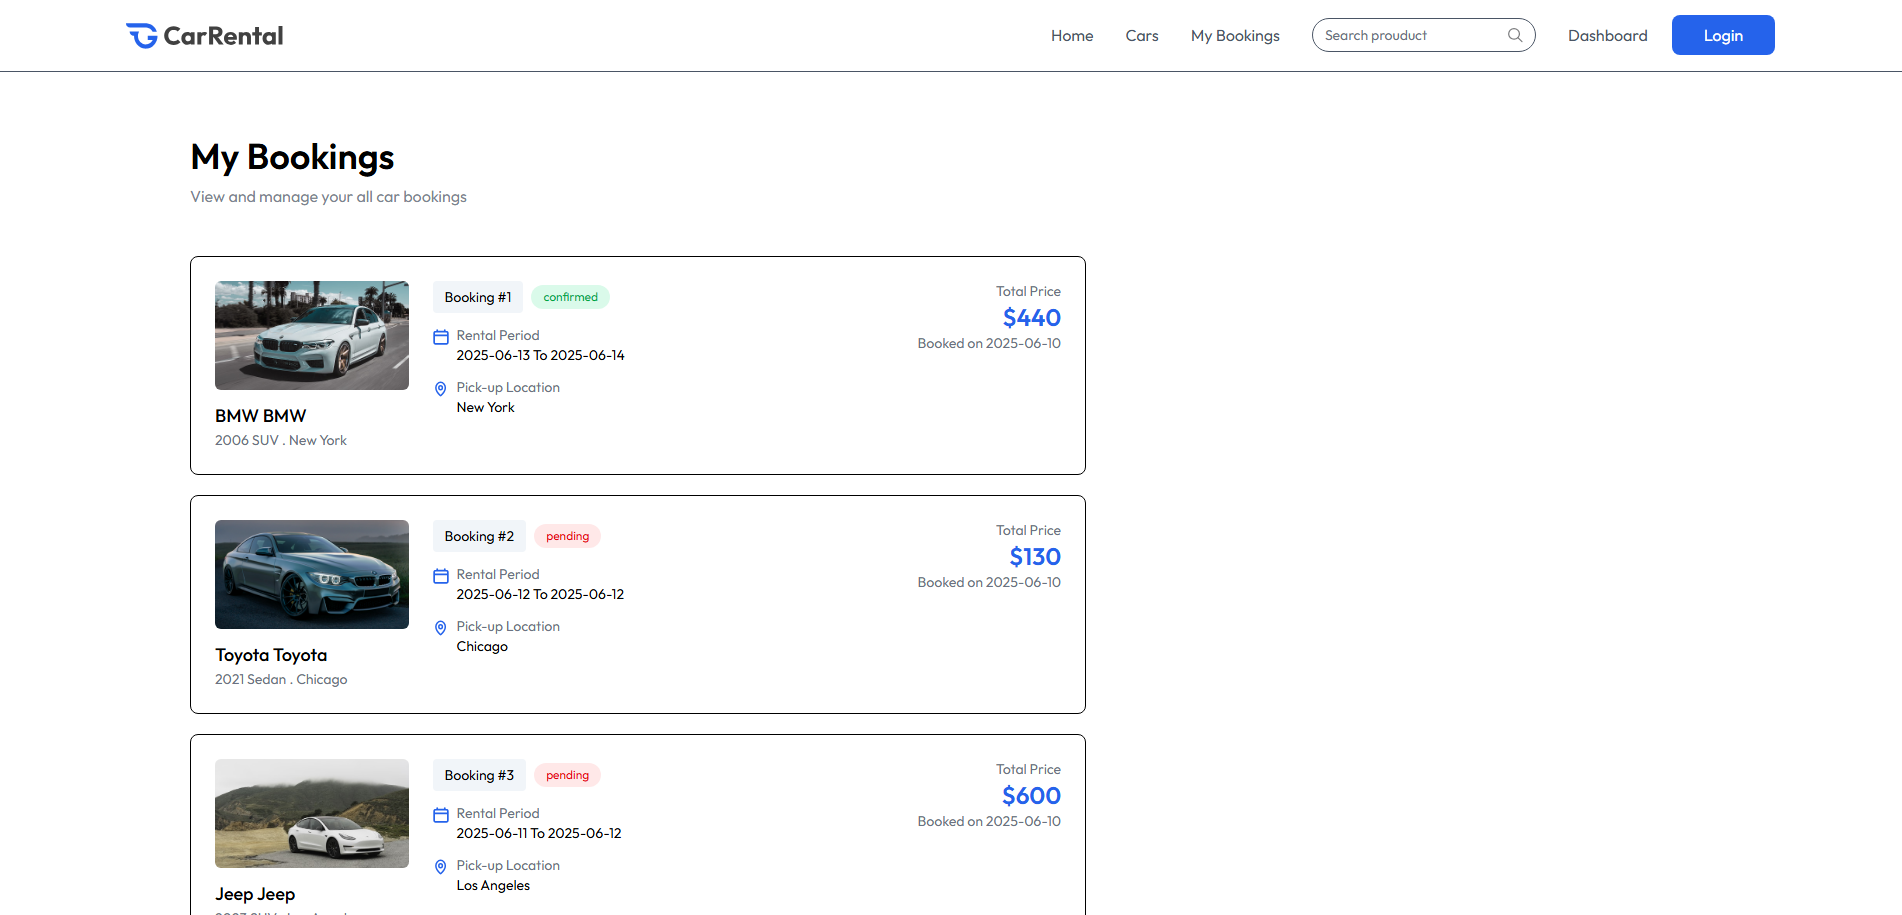 CarRental
Home
Cars
My Bookings
Search prouduct
Dashboard
Login
My Bookings
View and manage your all car bookings
Booking #1
confirmed
Rental Period
2025-06-13 To 2025-06-14
Pick-up Location
New York
BMW BMW
2006 SUV . New York
Total Price
$440
Booked on 2025-06-10
Booking #2
pending
Rental Period
2025-06-12 To 2025-06-12
Pick-up Location
Chicago
Toyota Toyota
2021 Sedan . Chicago
Total Price
$130
Booked on 2025-06-10
Booking #3
pending
Rental Period
2025-06-11 To 2025-06-12
Pick-up Location
Los Angeles
Jeep Jeep
Total Price
$600
Booked on 2025-06-10